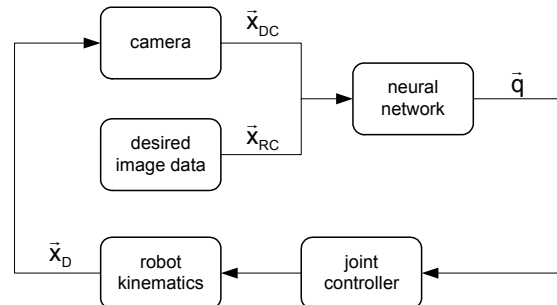 camera
x⃗DC
desired
image data
x⃗RC
neural
network
q⃗
x⃗D
robot
kinematics
joint
controller